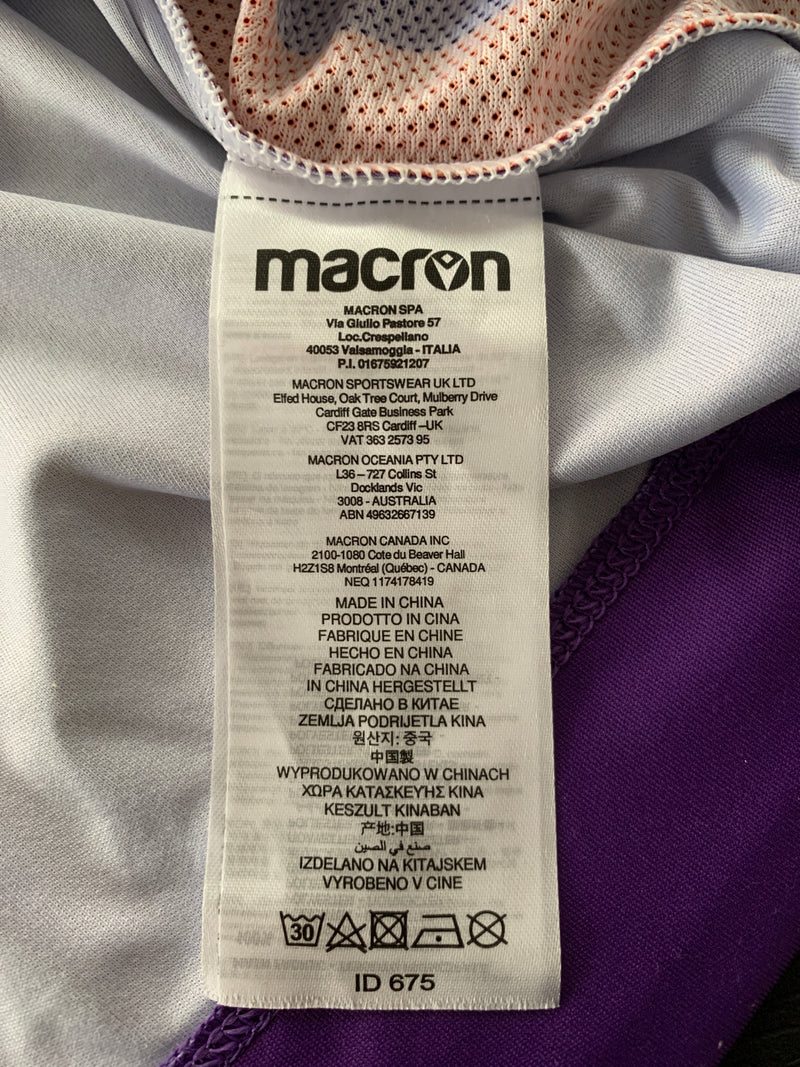 macron
MACRON SPA
Via Giulio Pastore 57
Loc.Crespellano
40053 Valsamoggia - ITALIA
P.I. 01675921207
MACRON SPORTSWEAR UK LTD
Elfed House, Oak Tree Court, Mulberry Drive
Cardiff Gate Business Park
CF23 8RS Cardiff –UK
VAT 363 2573 95
MACRON OCEANIA PTY LTD
L36 – 727 Collins St
Docklands Vic
3008 - AUSTRALIA
ABN 49632667139
MACRON CANADA INC
2100-1080 Cote du Beaver Hall
H2Z1S8 Montréal (Québec) - CANADA
NEQ 1174178419
MADE IN CHINA
PRODOTTO IN CINA
FABRIQUE EN CHINE
HECHO EN CHINA
FABRICADO NA CHINA
IN CHINA HERGESTELLT
СДЕЛАНО В КИТАЕ
ZEMLJA PODRIJETLA KINA
원산지: 중국
中国製
WYPRODUKOWANO W CHINACH
ΧΩΡΑ ΚΑΤΑΣΚΕΥΗΣ ΚΙΝΑ
KESZULT KINABAN
产地:中国
صنع في الصين
IZDELANO NA KITAJSKEM
VYROBENO V CINE
30
ID 675